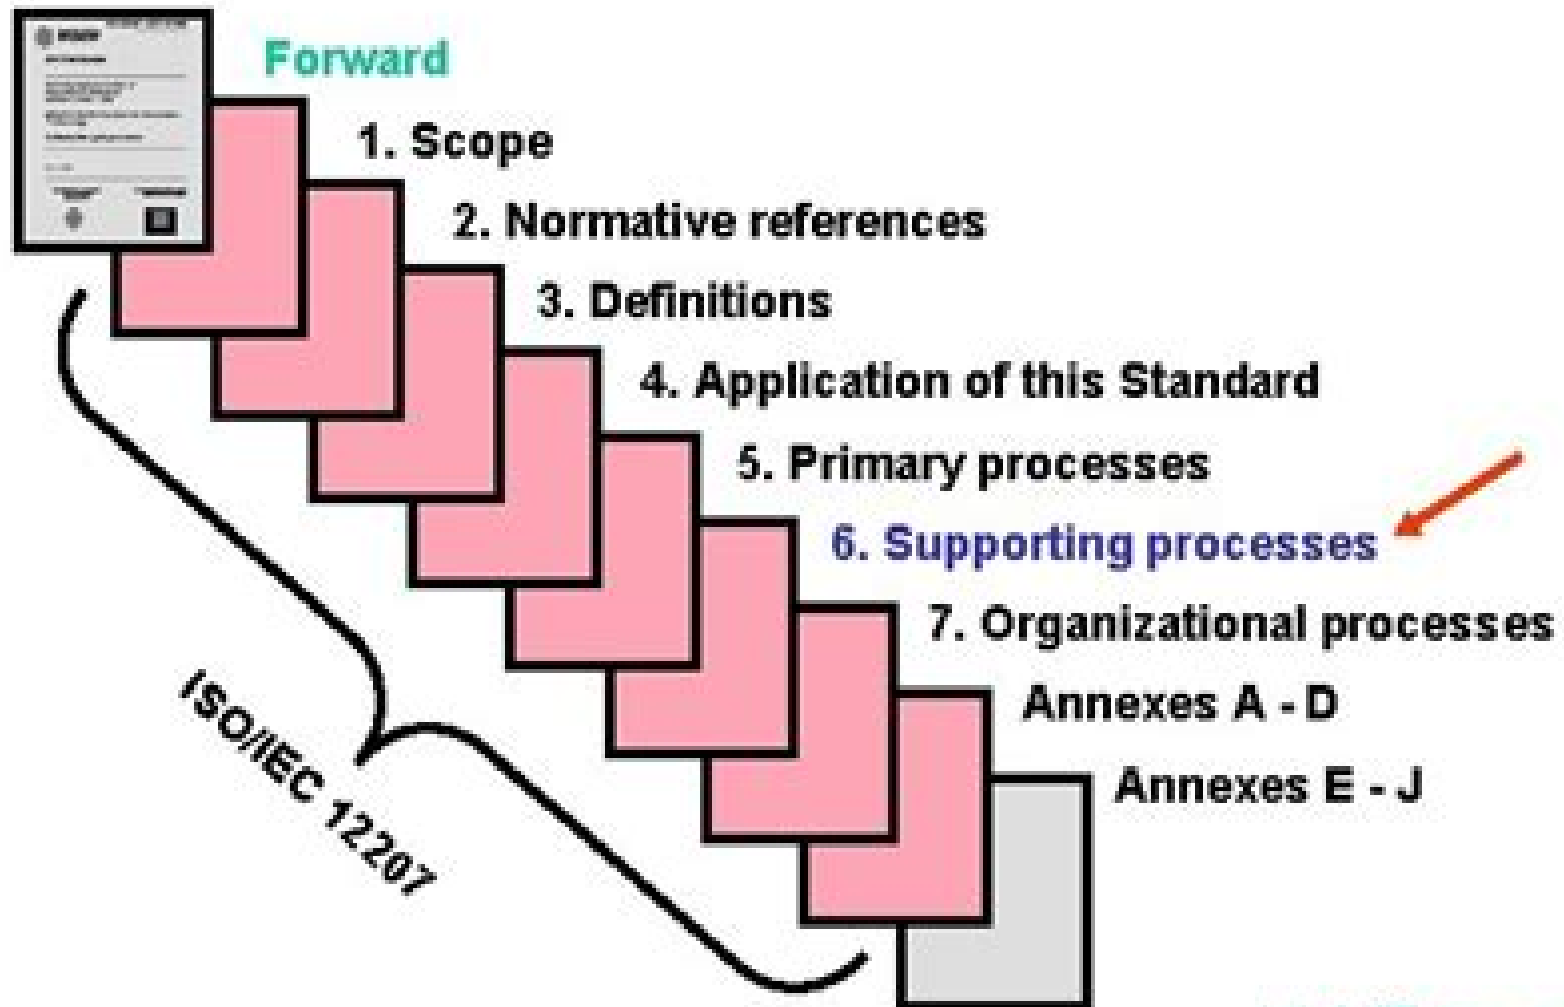 Forward
1. Scope
2. Normative references
3. Definitions
4. Application of this Standard
5. Primary processes
6. Supporting processes
7. Organizational processes
Annexes A - D
Annexes E - J
ISO/IEC 12207